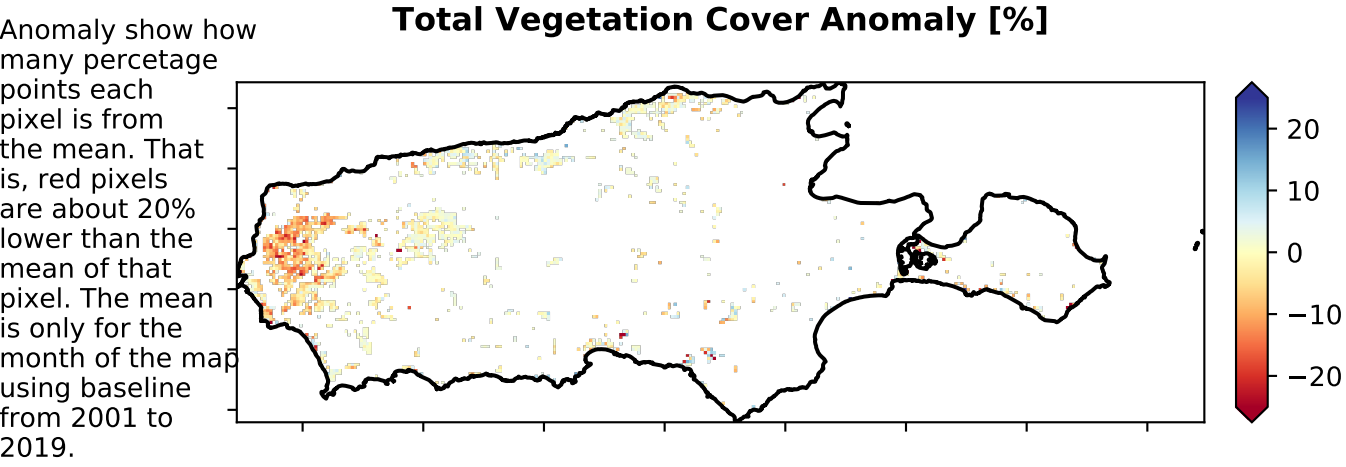 Total Vegetation Cover Anomaly [%]
Anomaly show how
many percetage
points each
pixel is from
the mean. That
is, red pixels
are about 20%
lower than the
mean of that
pixel. The mean
is only for the
month of the map
using baseline
from 2001 to
2019.
20
10
0
−10
−20